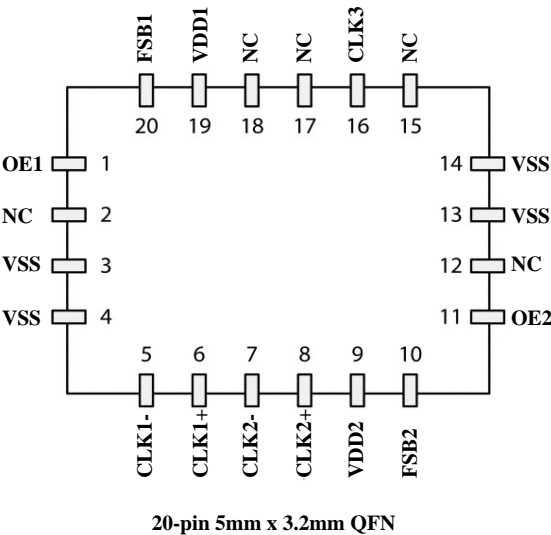 FSB1 VDD1 NC NC CLK3 NC
20 19 18 17 16 15
OE1 1 14 VSS
NC 2 13 VSS
VSS 3 12 NC
VSS 4 11 OE2
5 6 7 8 9 10
CLK1- CLK1+ CLK2- CLK2+ VDD2 FSB2
20-pin 5mm x 3.2mm QFN